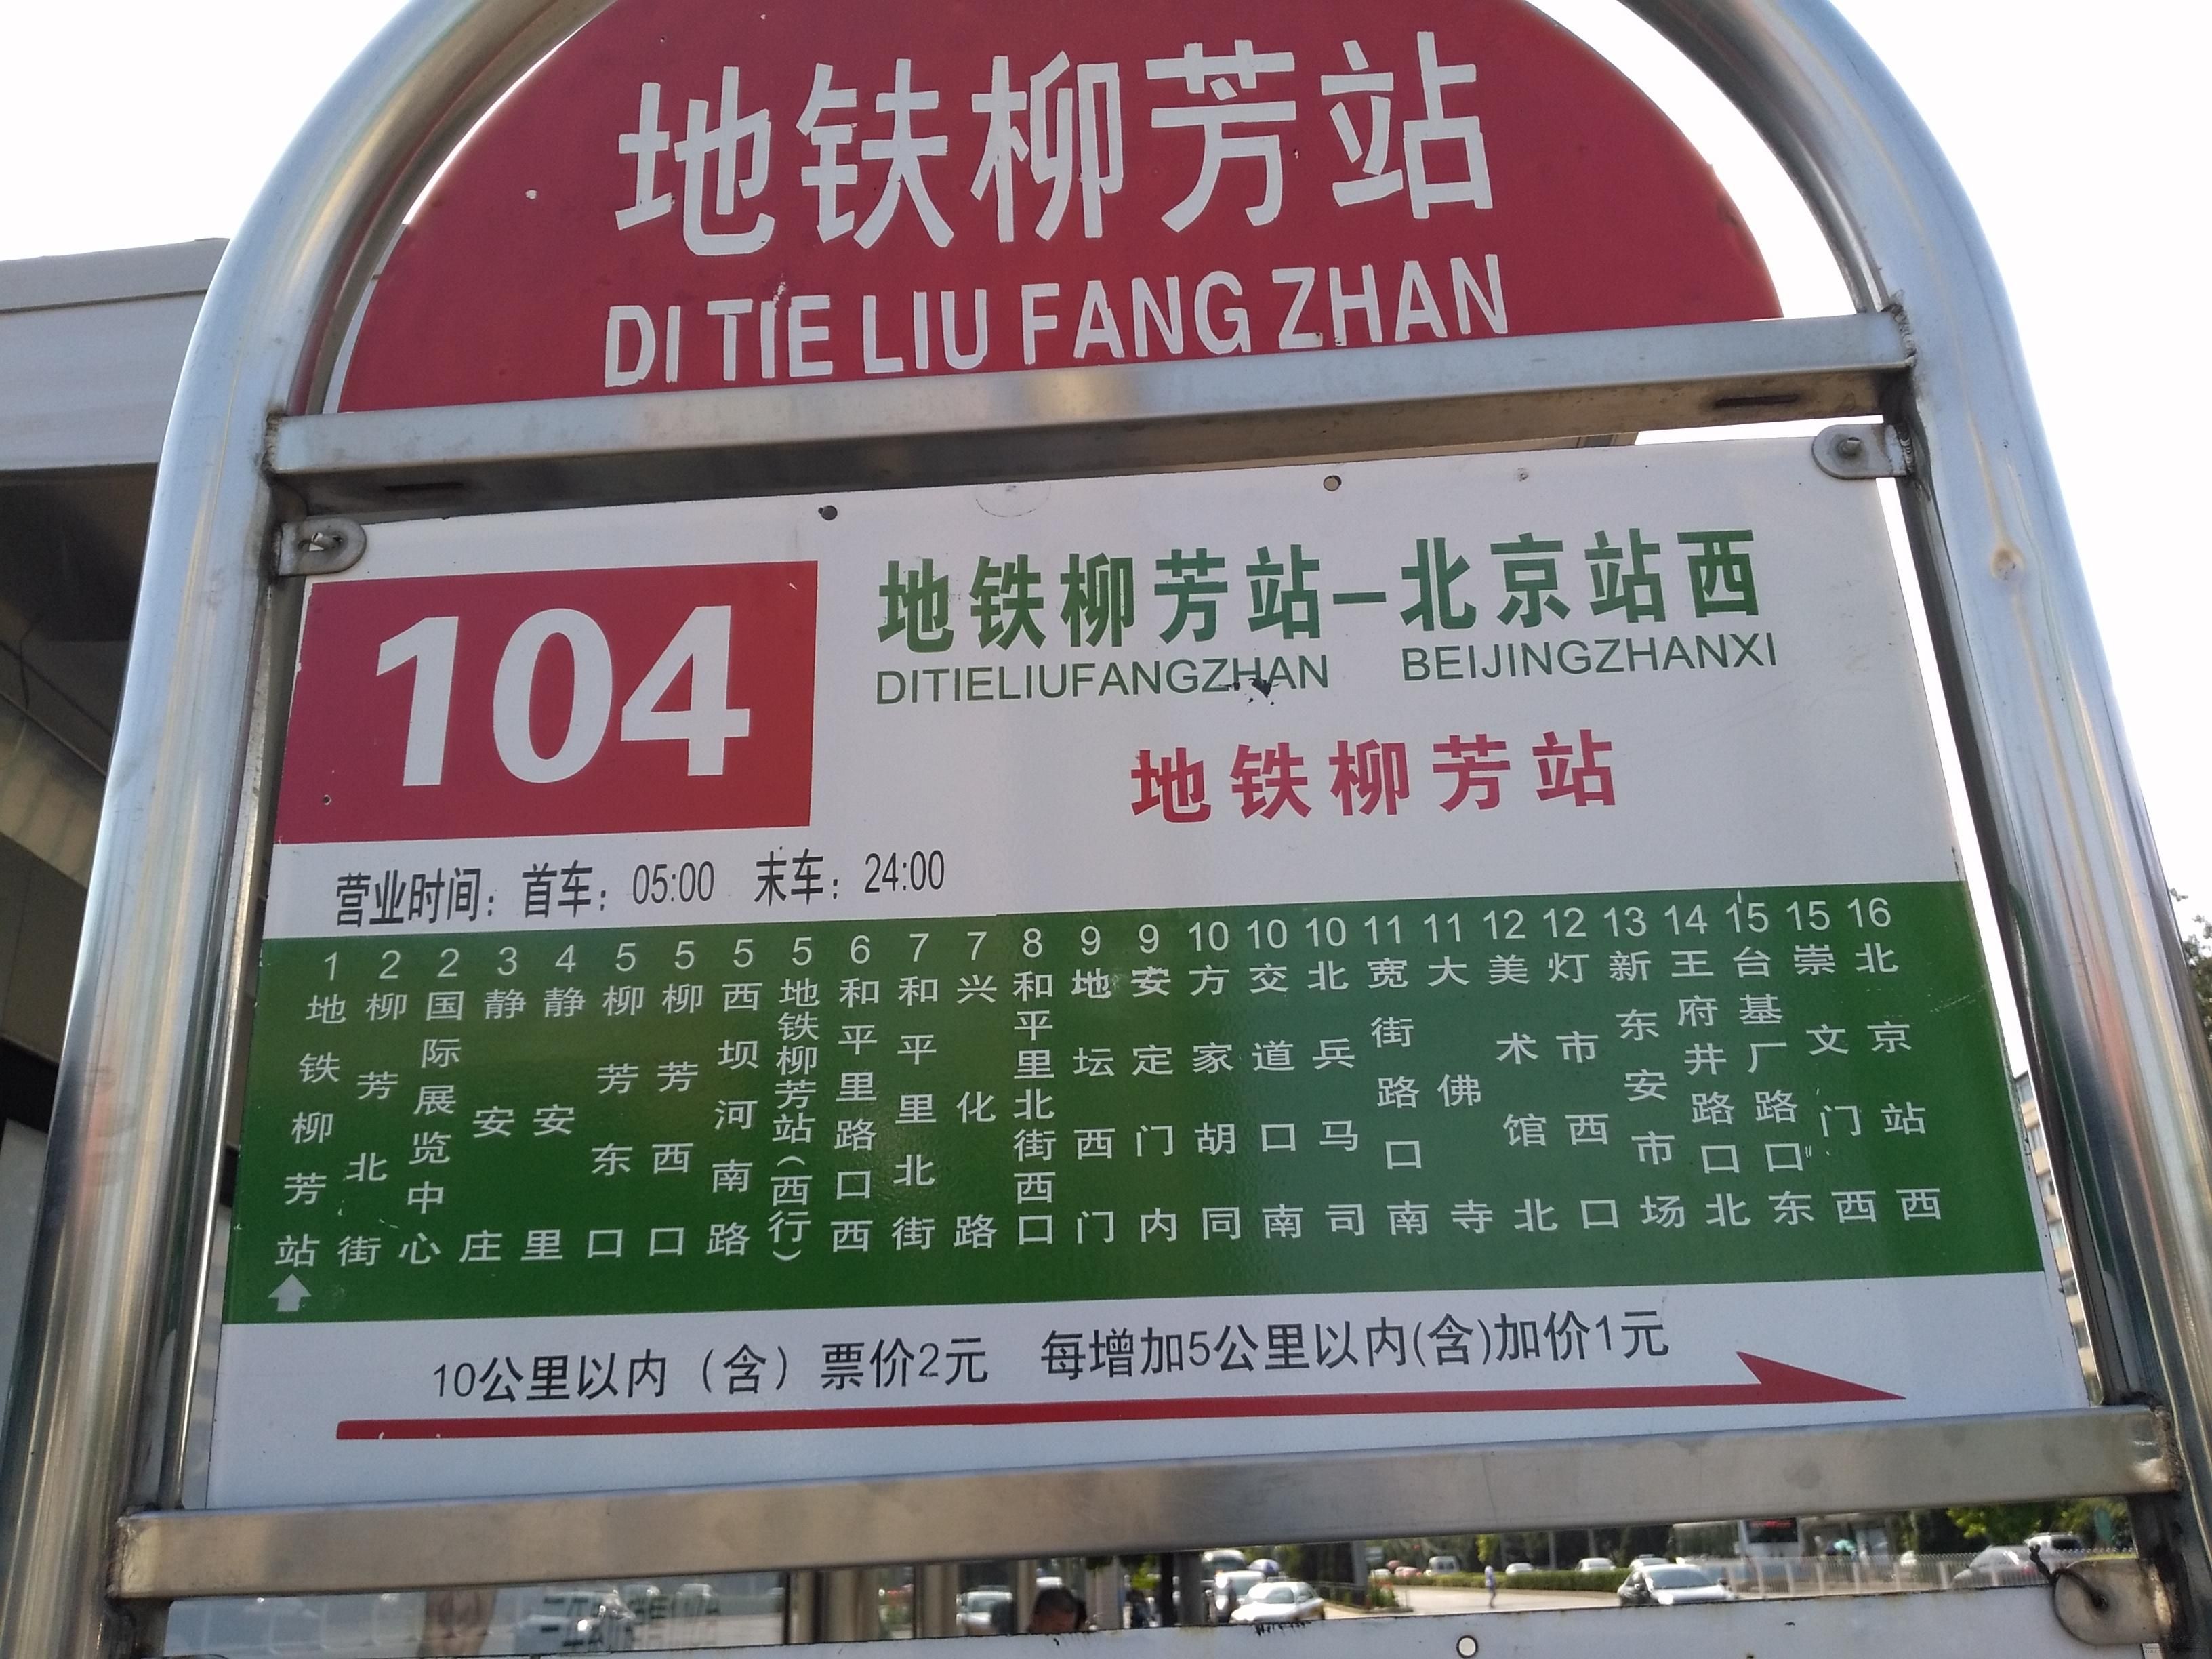 地铁柳芳站
DI TIE LIU FANG ZHAN
104
地铁柳芳站-北京站西
DITIELIUFANGZHAN BEIJINGZHANXI
地铁柳芳站
营业时间：首车：05:00 末车：24:00
1 地铁柳芳站
2 柳芳北街
2 国际展览中心
3 静安庄
4 静安里
5 柳芳东口
5 柳芳西口
5 西坝河南路
5 地铁柳芳站(西行)
6 和平里路口西
7 和平里北街
7 兴化路
8 和平里北街西口
9 地坛西门
9 安定门内
10 方家胡同
10 交道口南
10 北兵马司
11 宽街路口南
11 大佛寺
12 美术馆北
12 灯市西口
13 新东安市场
14 王府井路口北
15 台基厂路口东
15 崇文门西
16 北京站西
10公里以内（含）票价2元 每增加5公里以内(含)加价1元